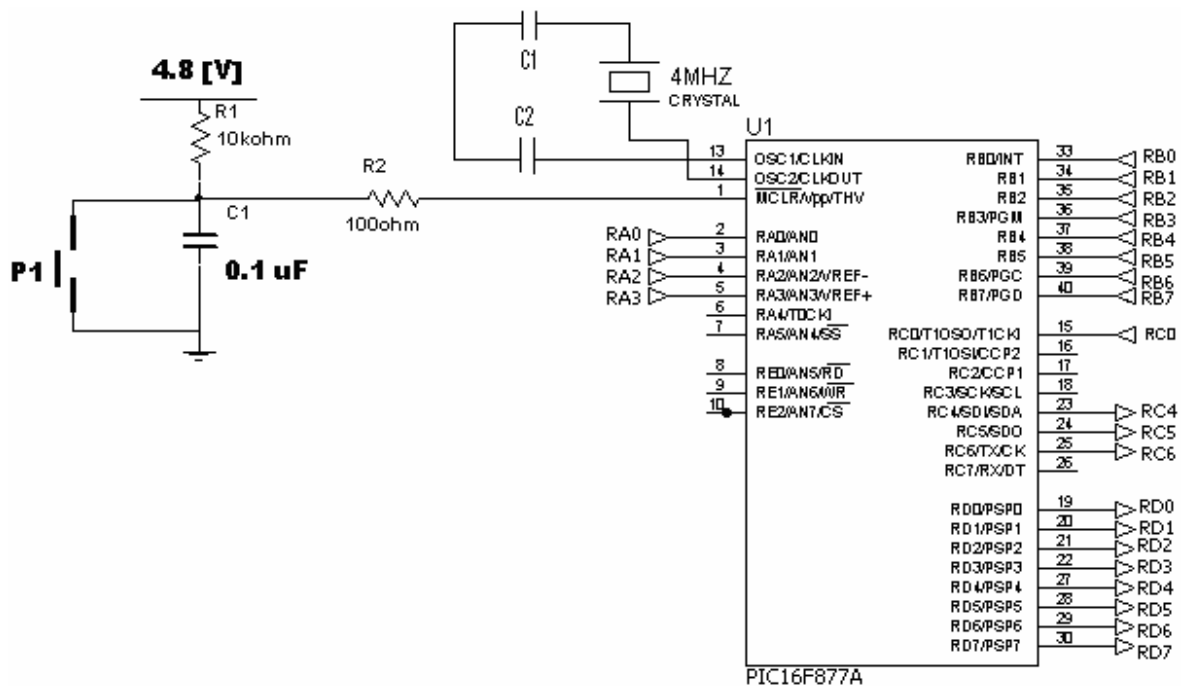 C1
4.8 [V]
4MHZ
CRYSTAL
R1
10kohm
C2
U1
R2
13
OSC1/CLKIN
RB0/INT
33
RB0
14
OSC2/CLKOUT
RB1
34
RB1
1
MCLR/Vpp/THV
RB2
35
RB2
100ohm
RB3/PGM
36
RB3
C1
RA0
2
RA0/AN0
RB4
37
RB4
RA1
3
RA1/AN1
RB5
38
RB5
P1
0.1 uF
RA2
4
RA2/AN2/VREF-
RB6/PGC
39
RB6
RA3
5
RA3/AN3/VREF+
RB7/PGD
40
RB7
6
RA4/T0CKI
7
RA5/AN4/SS
RC0/T1OSO/T1CKI
15
RC0
RC1/T1OSI/CCP2
16
8
RE0/AN5/RD
RC2/CCP1
17
9
RE1/AN6/WR
RC3/SCK/SCL
18
10
RE2/AN7/CS
RC4/SDI/SDA
23
RC4
RC5/SDO
24
RC5
RC6/TX/CK
25
RC6
RC7/RX/DT
26
RD0/PSP0
19
RD0
RD1/PSP1
20
RD1
RD2/PSP2
21
RD2
RD3/PSP3
22
RD3
RD4/PSP4
27
RD4
RD5/PSP5
28
RD5
RD6/PSP6
29
RD6
RD7/PSP7
30
RD7
PIC16F877A